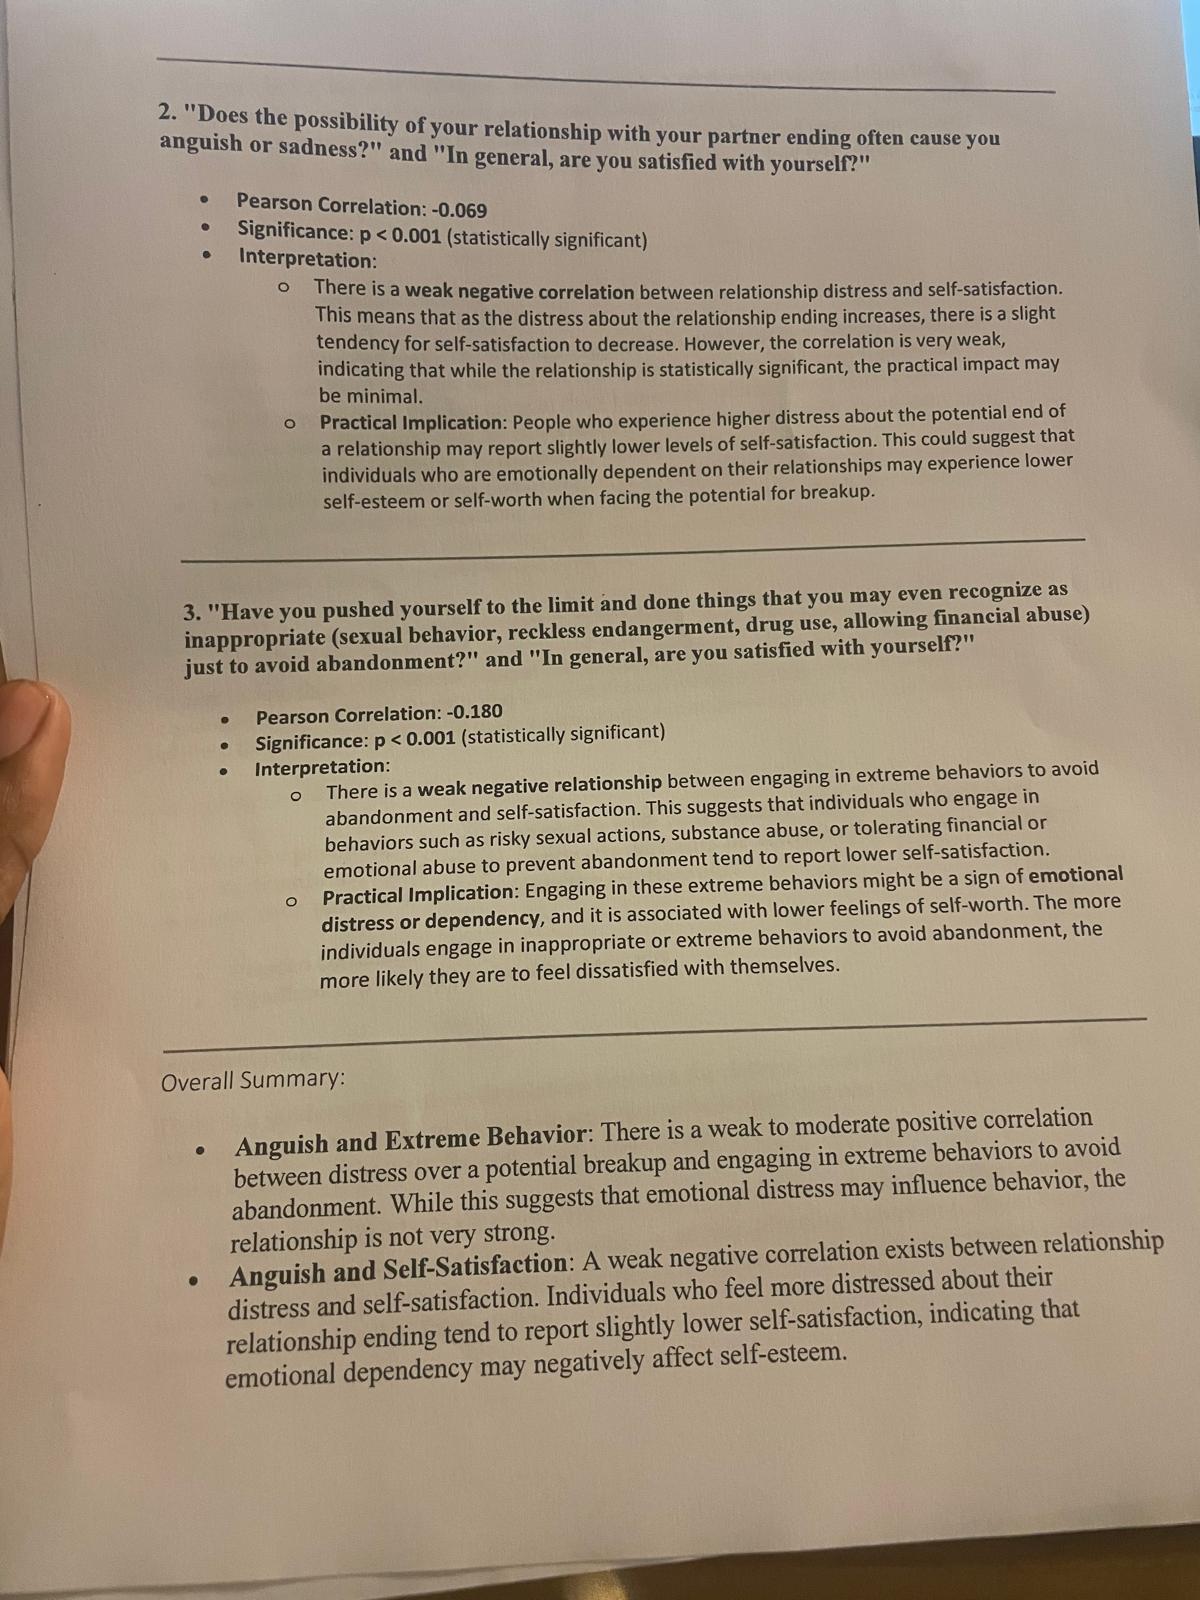 2. "Does the possibility of your relationship with your partner ending often cause you
anguish or sadness?" and "In general, are you satisfied with yourself?"
• Pearson Correlation: -0.069
• Significance: p < 0.001 (statistically significant)
• Interpretation:
o There is a weak negative correlation between relationship distress and self-satisfaction.
This means that as the distress about the relationship ending increases, there is a slight
tendency for self-satisfaction to decrease. However, the correlation is very weak,
indicating that while the relationship is statistically significant, the practical impact may
be minimal.
o Practical Implication: People who experience higher distress about the potential end of
a relationship may report slightly lower levels of self-satisfaction. This could suggest that
individuals who are emotionally dependent on their relationships may experience lower
self-esteem or self-worth when facing the potential for breakup.
3. "Have you pushed yourself to the limit and done things that you may even recognize as
inappropriate (sexual behavior, reckless endangerment, drug use, allowing financial abuse)
just to avoid abandonment?" and "In general, are you satisfied with yourself?"
• Pearson Correlation: -0.180
• Significance: p < 0.001 (statistically significant)
• Interpretation:
o There is a weak negative relationship between engaging in extreme behaviors to avoid
abandonment and self-satisfaction. This suggests that individuals who engage in
behaviors such as risky sexual actions, substance abuse, or tolerating financial or
emotional abuse to prevent abandonment tend to report lower self-satisfaction.
o Practical Implication: Engaging in these extreme behaviors might be a sign of emotional
distress or dependency, and it is associated with lower feelings of self-worth. The more
individuals engage in inappropriate or extreme behaviors to avoid abandonment, the
more likely they are to feel dissatisfied with themselves.
Overall Summary:
• Anguish and Extreme Behavior: There is a weak to moderate positive correlation
between distress over a potential breakup and engaging in extreme behaviors to avoid
abandonment. While this suggests that emotional distress may influence behavior, the
relationship is not very strong.
• Anguish and Self-Satisfaction: A weak negative correlation exists between relationship
distress and self-satisfaction. Individuals who feel more distressed about their
relationship ending tend to report slightly lower self-satisfaction, indicating that
emotional dependency may negatively affect self-esteem.